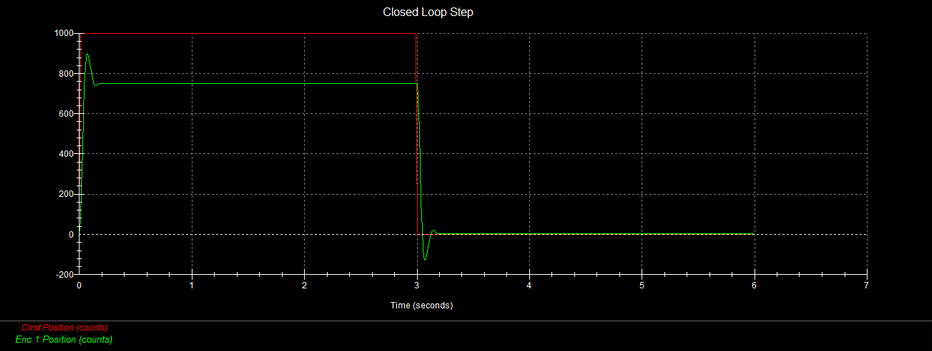 Closed Loop Step
1000
800
600
400
200
0
-200
0 1 2 3 4 5 6 7
Time (seconds)
Cmd Position (counts)
Enc 1 Position (counts)